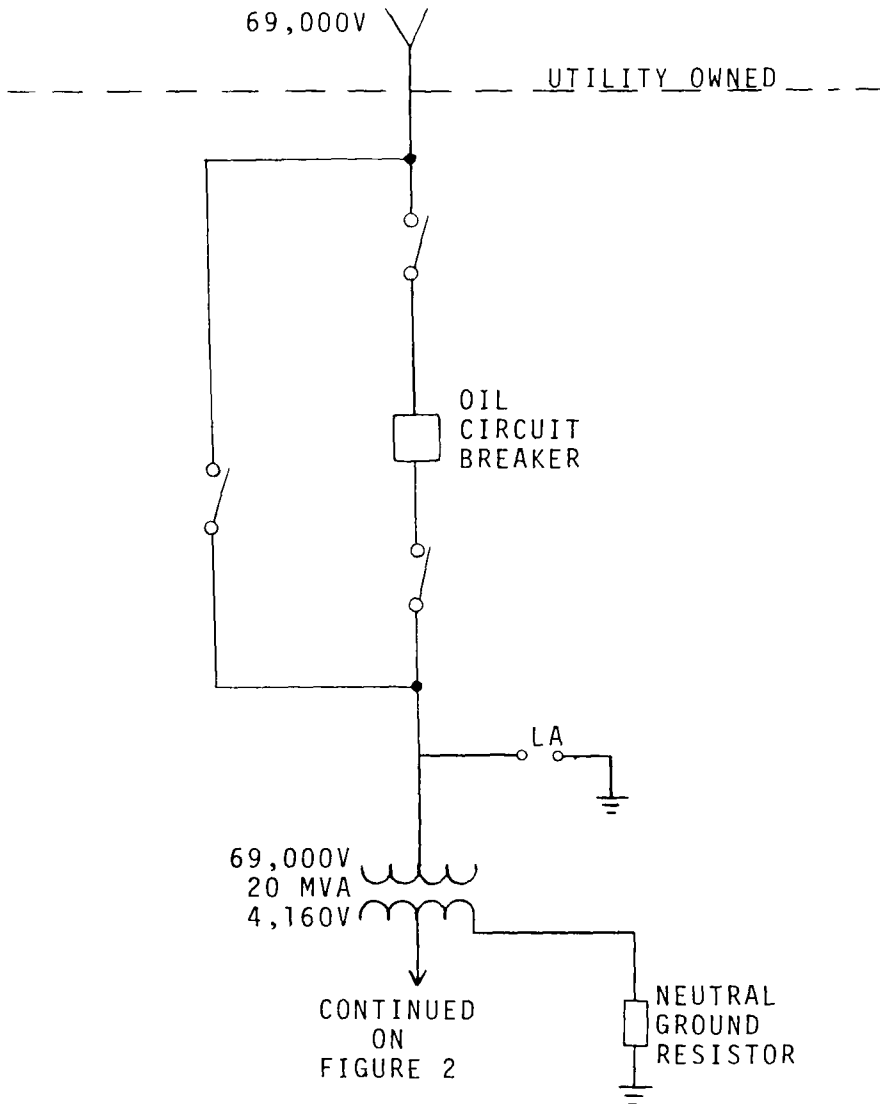 69,000V
UTILITY OWNED
OIL
CIRCUIT
BREAKER
LA
69,000V
20 MVA
4,160V
CONTINUED
ON
FIGURE 2
NEUTRAL
GROUND
RESISTOR